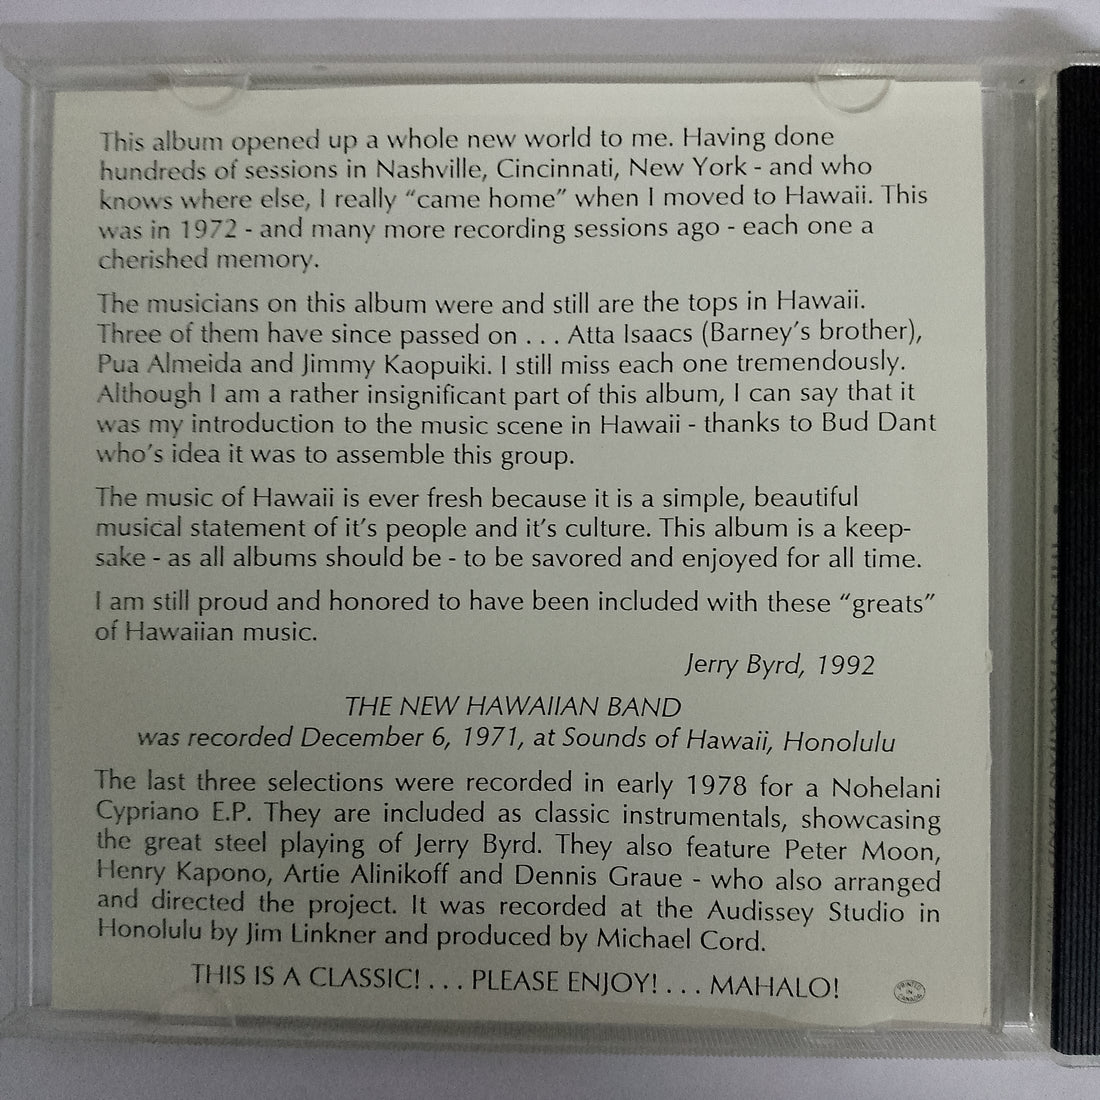 This album opened up a whole new world to me. Having done
hundreds of sessions in Nashville, Cincinnati, New York - and who
knows where else, I really “came home” when I moved to Hawaii. This
was in 1972 - and many more recording sessions ago - each one a
cherished memory.
The musicians on this album were and still are the tops in Hawaii.
Three of them have since passed on . . . Atta Isaacs (Barney’s brother),
Pua Almeida and Jimmy Kaopuiki. I still miss each one tremendously.
Although I am a rather insignificant part of this album, I can say that it
was my introduction to the music scene in Hawaii - thanks to Bud Dant
who’s idea it was to assemble this group.
The music of Hawaii is ever fresh because it is a simple, beautiful
musical statement of it’s people and it’s culture. This album is a keep-
sake - as all albums should be - to be savored and enjoyed for all time.
I am still proud and honored to have been included with these “greats”
of Hawaiian music.
Jerry Byrd, 1992
THE NEW HAWAIIAN BAND
was recorded December 6, 1971, at Sounds of Hawaii, Honolulu
The last three selections were recorded in early 1978 for a Nohelani
Cypriano E.P. They are included as classic instrumentals, showcasing
the great steel playing of Jerry Byrd. They also feature Peter Moon,
Henry Kapono, Artie Alinikoff and Dennis Graue - who also arranged
and directed the project. It was recorded at the Audissey Studio in
Honolulu by Jim Linkner and produced by Michael Cord.
THIS IS A CLASSIC! . . . PLEASE ENJOY! . . . MAHALO!
PRINTED
IN
CANADA